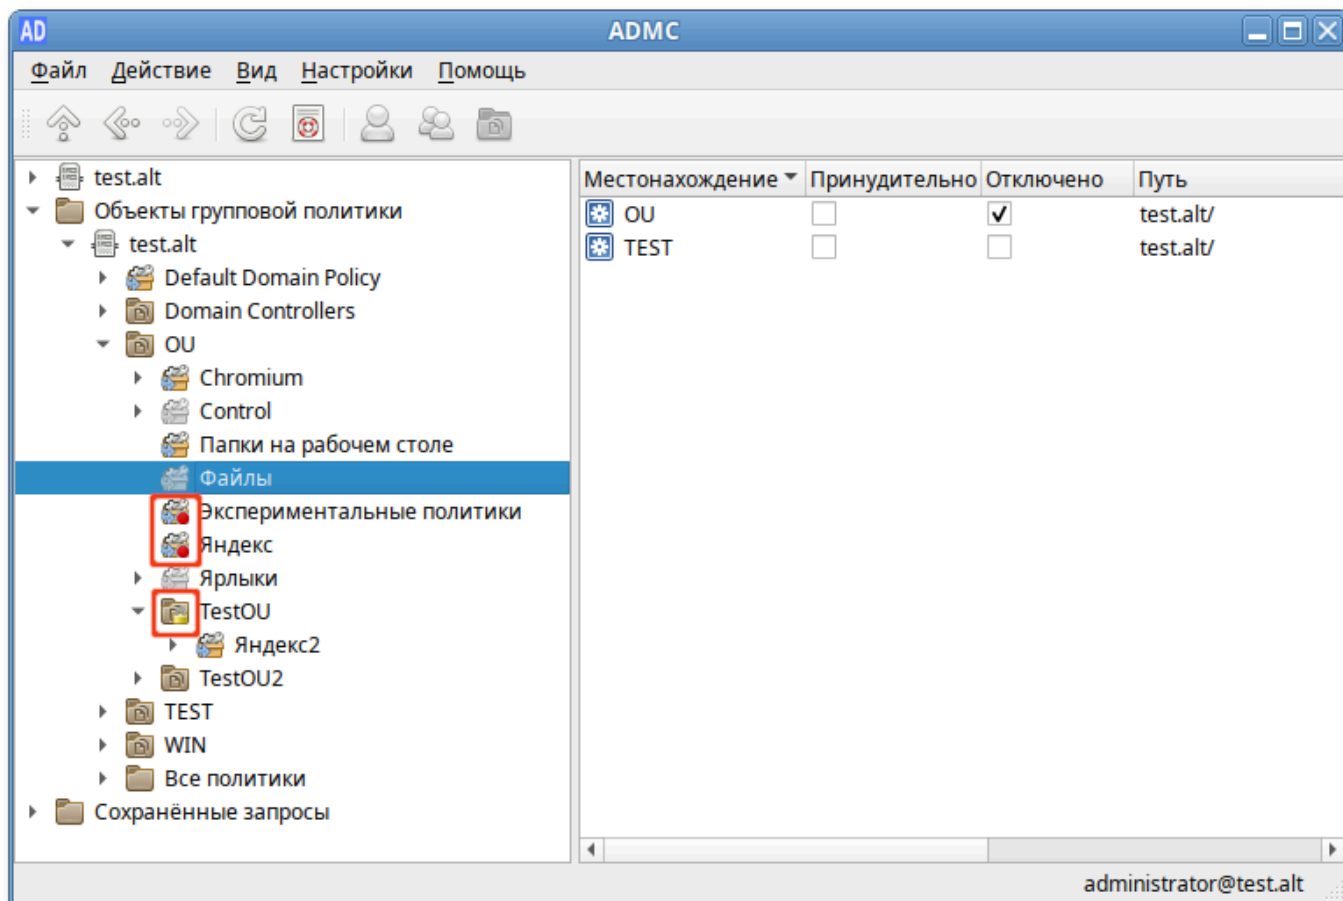 AD ADMC
Файл Действие Вид Настройки Помощь
test.alt
Объекты групповой политики
test.alt
Default Domain Policy
Domain Controllers
OU
Chromium
Control
Папки на рабочем столе
Файлы
Экспериментальные политики
Яндекс
Ярлыки
TestOU
Яндекс2
TestOU2
TEST
WIN
Все политики
Сохранённые запросы
Местонахождение Принудительно Отключено Путь
OU test.alt/
TEST test.alt/
administrator@test.alt